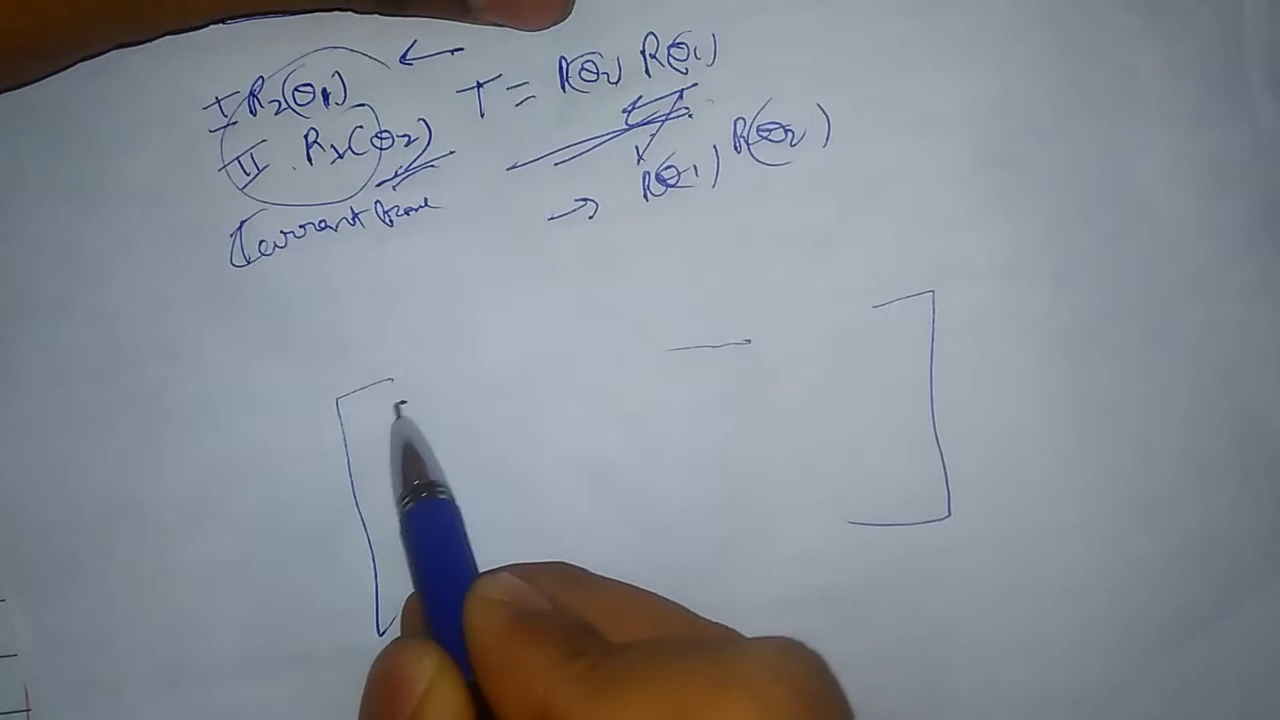 I R₂(θ₁) ← T = R(θ₂) R(θ₁)
II R₂(θ₂)
→ R(θ₁) R(θ₂)
Current frame